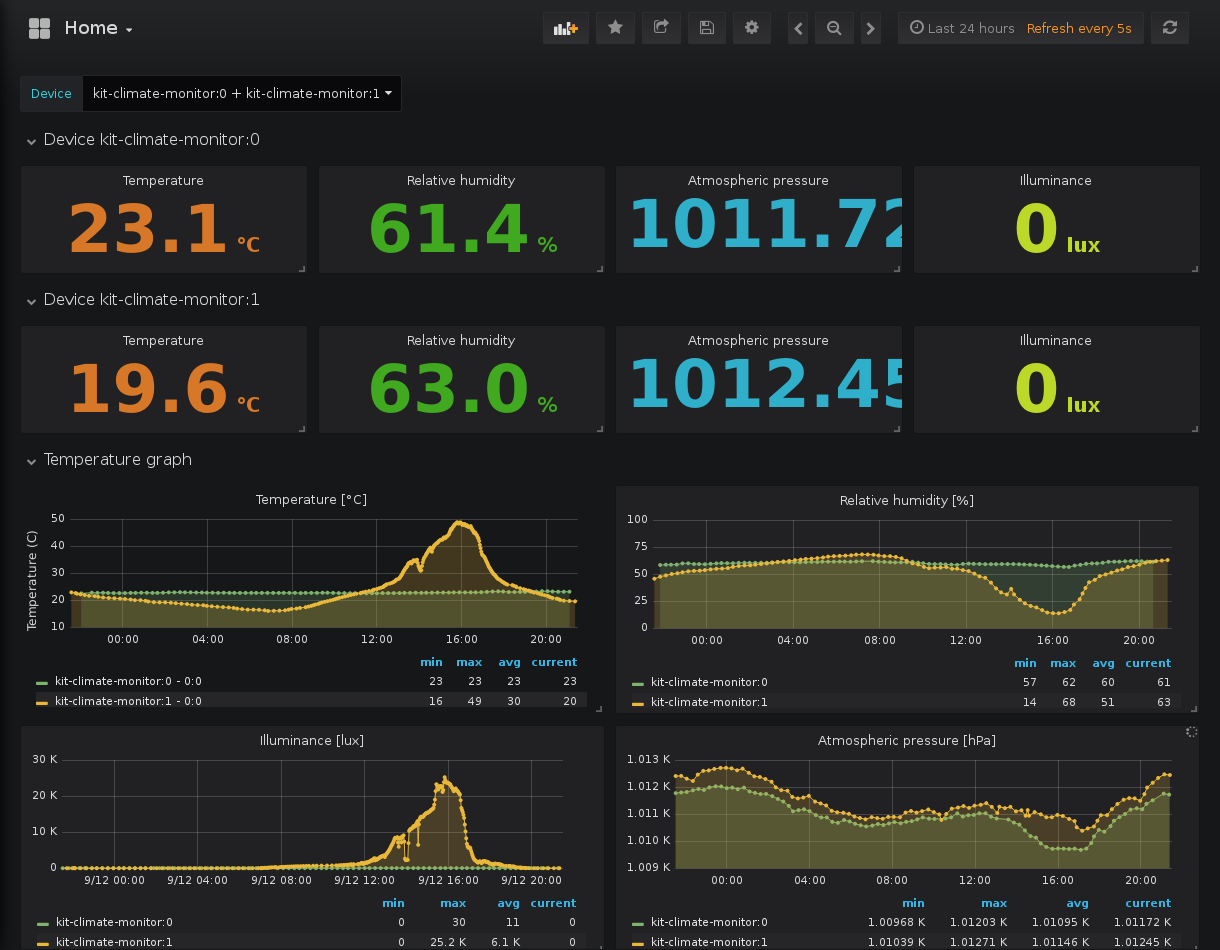 Home
Last 24 hours Refresh every 5s
Device kit-climate-monitor:0 + kit-climate-monitor:1
Device kit-climate-monitor:0
Temperature Relative humidity Atmospheric pressure Illuminance
23.1 °C 61.4 % 1011.72 0 lux
Device kit-climate-monitor:1
Temperature Relative humidity Atmospheric pressure Illuminance
19.6 °C 63.0 % 1012.45 0 lux
Temperature graph
Temperature [°C]
Temperature (C)
50
40
30
20
10
00:00 04:00 08:00 12:00 16:00 20:00
min max avg current
kit-climate-monitor:0 - 0:0 23 23 23 23
kit-climate-monitor:1 - 0:0 16 49 30 20
Relative humidity [%]
100
75
50
25
0
00:00 04:00 08:00 12:00 16:00 20:00
min max avg current
kit-climate-monitor:0 57 62 60 61
kit-climate-monitor:1 14 68 51 63
Illuminance [lux]
30 K
20 K
10 K
0
9/12 00:00 9/12 04:00 9/12 08:00 9/12 12:00 9/12 16:00 9/12 20:00
min max avg current
kit-climate-monitor:0 0 30 11 0
kit-climate-monitor:1 0 25.2 K 6.1 K 0
Atmospheric pressure [hPa]
1.013 K
1.012 K
1.011 K
1.010 K
1.009 K
00:00 04:00 08:00 12:00 16:00 20:00
min max avg current
kit-climate-monitor:0 1.00968 K 1.01203 K 1.01095 K 1.01172 K
kit-climate-monitor:1 1.01039 K 1.01271 K 1.01146 K 1.01245 K